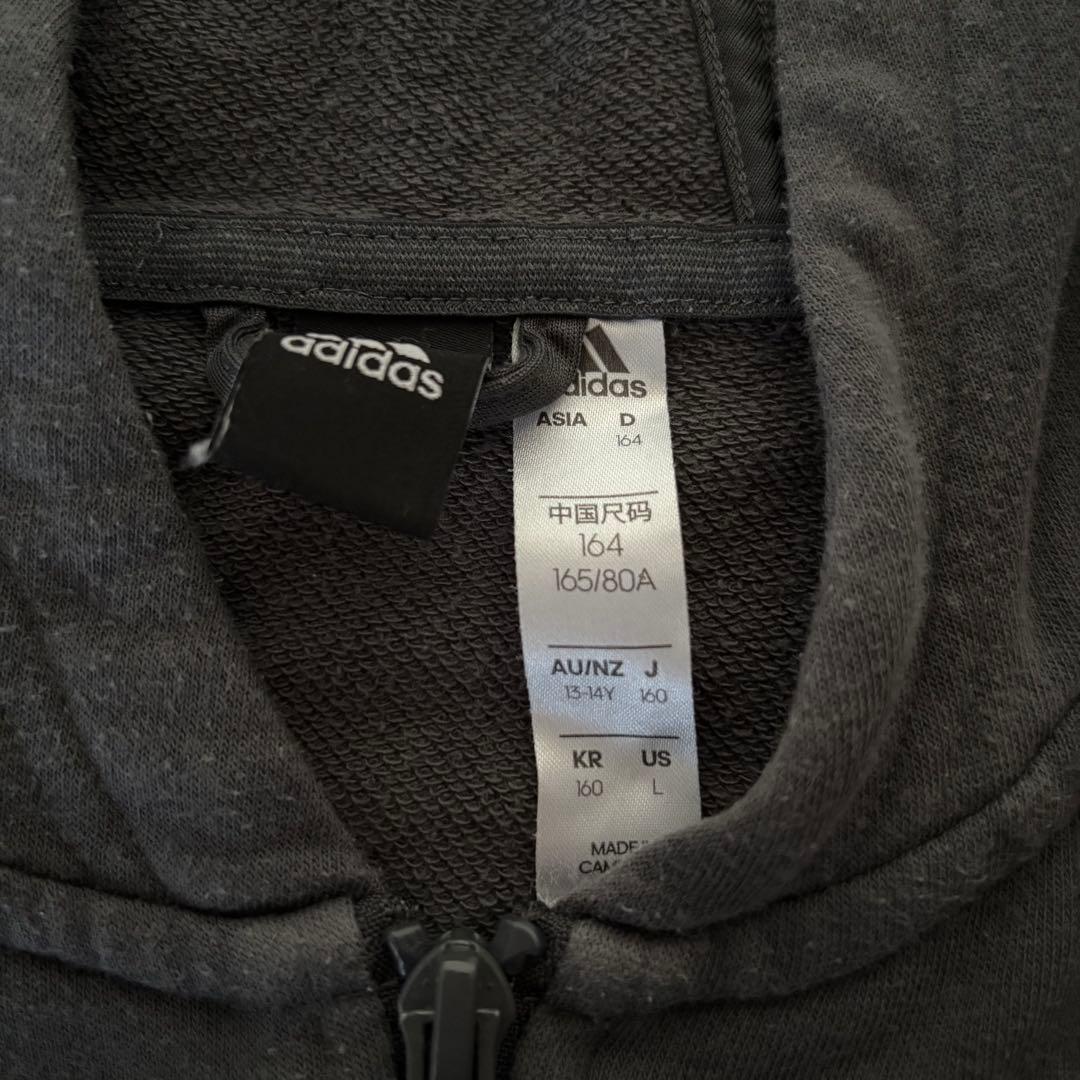 adidas
adidas
ASIA D
164
中国尺码
164
165/80A
AU/NZ J
13-14Y 160
KR US
160 L
MADE